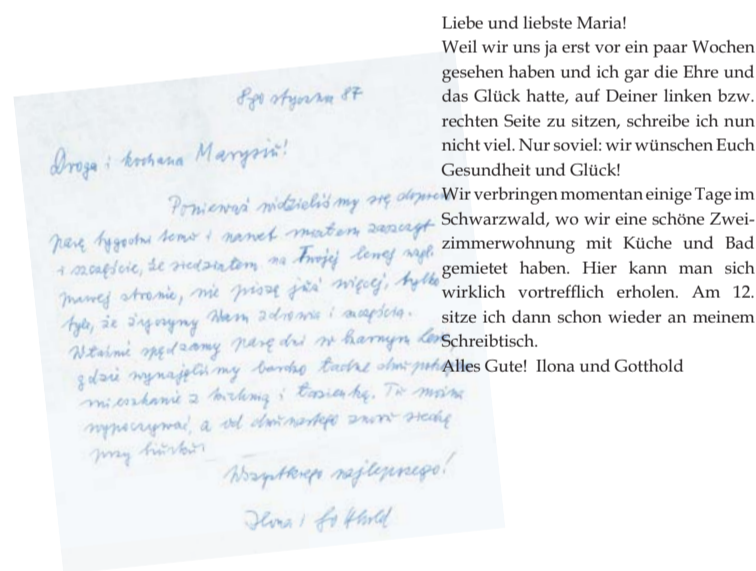 8go stycznia 87
Droga i kochana Marysiu!
Ponieważ widzieliśmy się dopiero
parę tygodni temu i nawet miałem zaszczyt
i szczęście, że siedziałem na Twojej lewej wzgl.
prawej stronie, nie piszę już więcej, tylko
tyle, że życzymy Wam zdrowia i szczęścia.
Właśnie spędzamy parę dni w
gdzie wynajęliśmy bardzo ładne
mieszkanie z kuchnią i łazienką. Tu można
wypoczywać, a od dwunastego znowu siedzę
przy biurku.
Wszystkiego najlepszego!
Ilona i Gotthold
Liebe und liebste Maria!
Weil wir uns ja erst vor ein paar Wochen
gesehen haben und ich gar die Ehre und
das Glück hatte, auf Deiner linken bzw.
rechten Seite zu sitzen, schreibe ich nun
nicht viel. Nur soviel: wir wünschen Euch
Gesundheit und Glück!
Wir verbringen momentan einige Tage im
Schwarzwald, wo wir eine schöne Zwei-
zimmerwohnung mit Küche und Bad
gemietet haben. Hier kann man sich
wirklich vortrefflich erholen. Am 12.
sitze ich dann schon wieder an meinem
Schreibtisch.
Alles Gute! Ilona und Gotthold